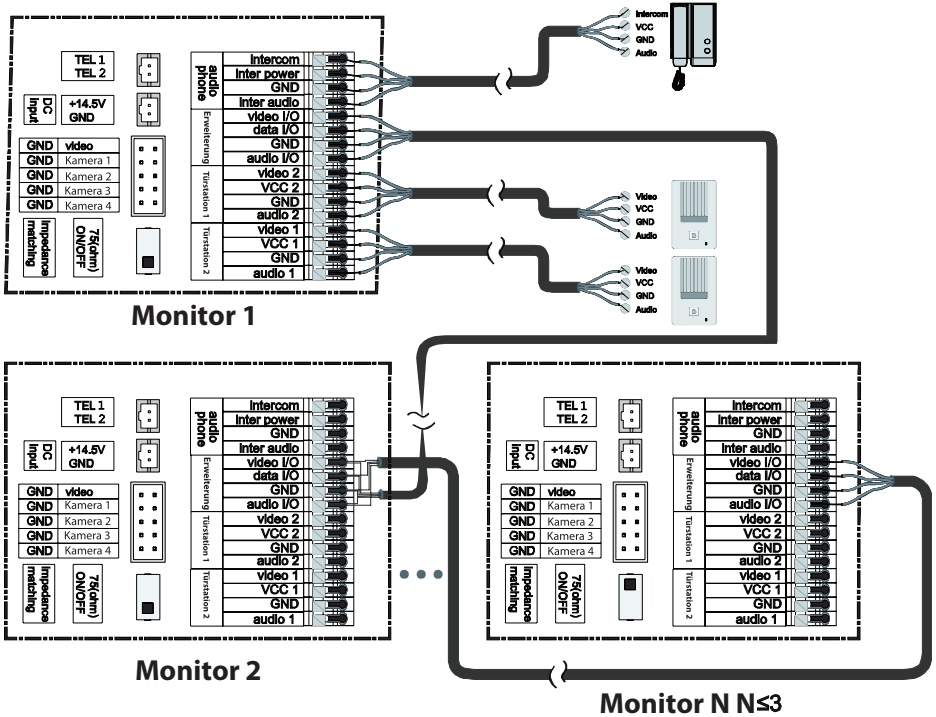 TEL 1
TEL 2
DC Input
+14.5V
GND
GND video
GND Kamera 1
GND Kamera 2
GND Kamera 3
GND Kamera 4
Impedance matching
75(ohm) ON/OFF
audio phone
Intercom
Inter power
GND
Inter audio
Erweiterung
video I/O
data I/O
GND
audio I/O
Türstation 1
video 2
VCC 2
GND
audio 2
Türstation 2
video 1
VCC 1
GND
audio 1
Intercom
VCC
GND
Audio
Video
VCC
GND
Audio
Video
VCC
GND
Audio
Monitor 1
TEL 1
TEL 2
DC Input
+14.5V
GND
GND video
GND Kamera 1
GND Kamera 2
GND Kamera 3
GND Kamera 4
Impedance matching
75(ohm) ON/OFF
audio phone
Intercom
Inter power
GND
Inter audio
Erweiterung
video I/O
data I/O
GND
audio I/O
Türstation 1
video 2
VCC 2
GND
audio 2
Türstation 2
video 1
VCC 1
GND
audio 1
Monitor 2
TEL 1
TEL 2
DC Input
+14.5V
GND
GND video
GND Kamera 1
GND Kamera 2
GND Kamera 3
GND Kamera 4
Impedance matching
75(ohm) ON/OFF
audio phone
Intercom
Inter power
GND
Inter audio
Erweiterung
video I/O
data I/O
GND
audio I/O
Türstation 1
video 2
VCC 2
GND
audio 2
Türstation 2
video 1
VCC 1
GND
audio 1
Monitor N N≤3